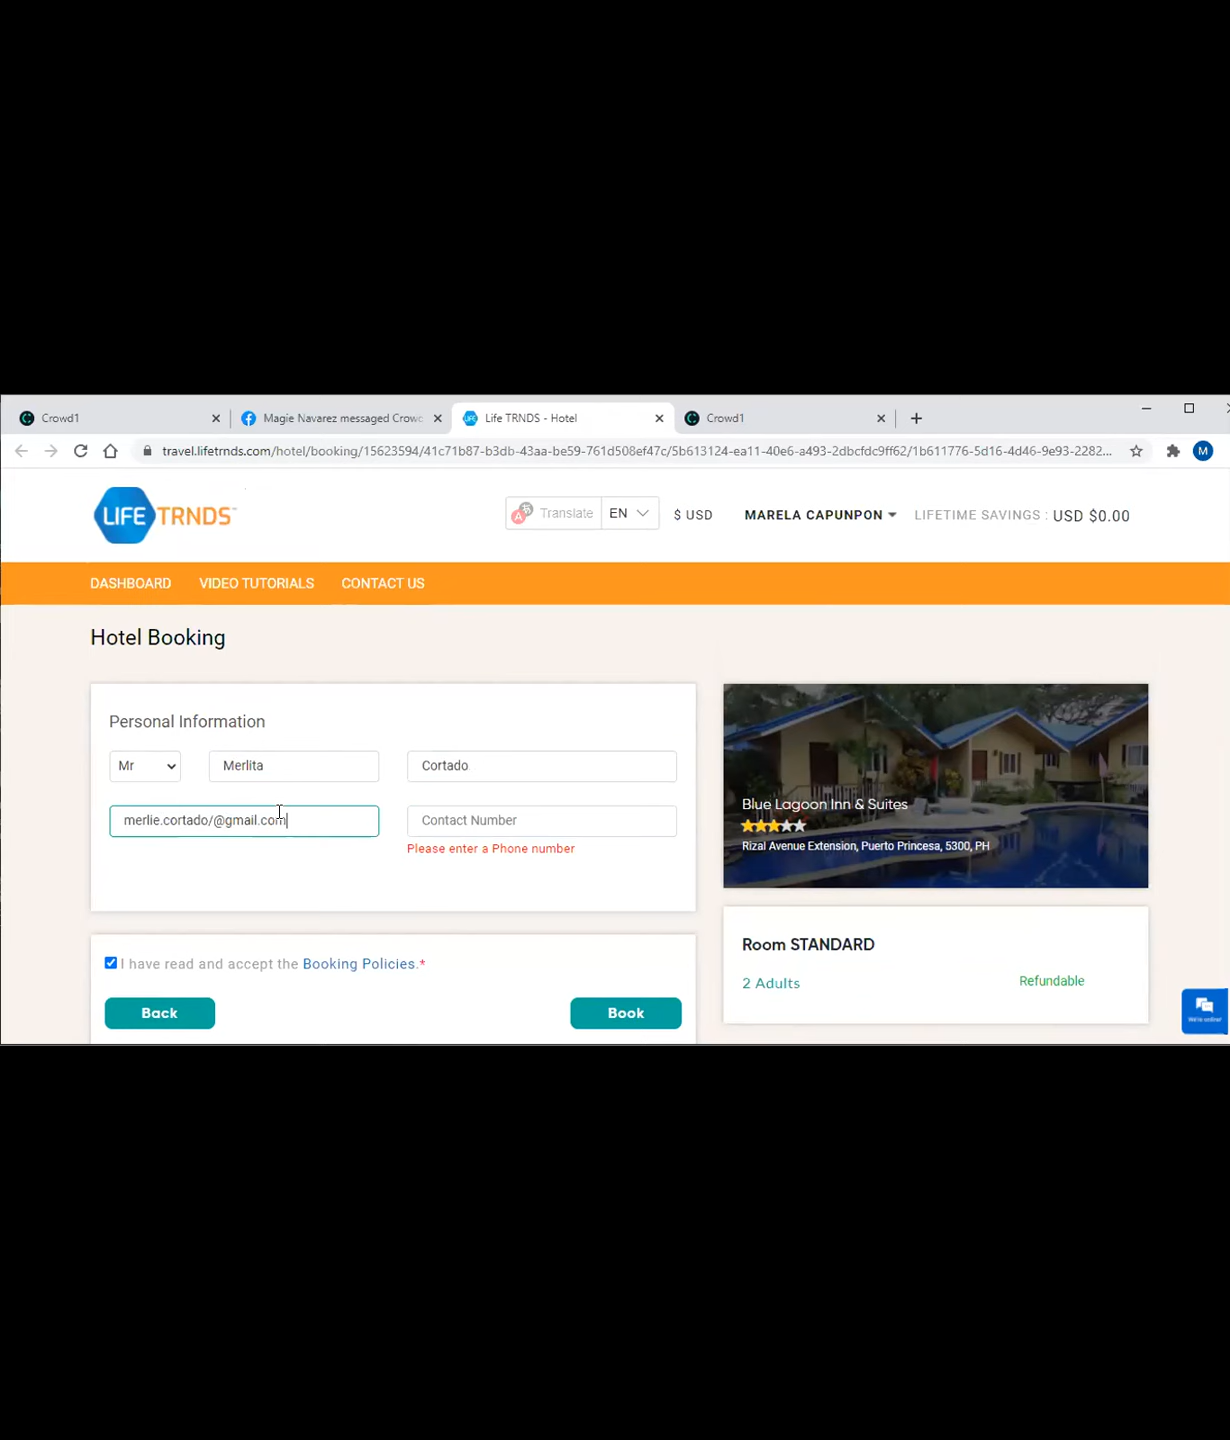 Crowd1
Magie Navarez messaged Crowc
Life TRNDS - Hotel
Crowd1
travel.lifetrnds.com/hotel/booking/15623594/41c71b87-b3db-43aa-be59-761d508ef47c/5b613124-ea11-40e6-a493-2dbcfdc9ff62/1b611776-5d16-4d46-9e93-2282...
M
LIFE TRNDS
Translate EN
$ USD
MARELA CAPUNPON
LIFETIME SAVINGS : USD $0.00
DASHBOARD VIDEO TUTORIALS CONTACT US
Hotel Booking
Personal Information
Mr Merlita Cortado
merlie.cortado/@gmail.com Contact Number
Please enter a Phone number
I have read and accept the Booking Policies.*
Back Book
Blue Lagoon Inn & Suites
Rizal Avenue Extension, Puerto Princesa, 5300, PH
Room STANDARD
2 Adults Refundable
We're online!